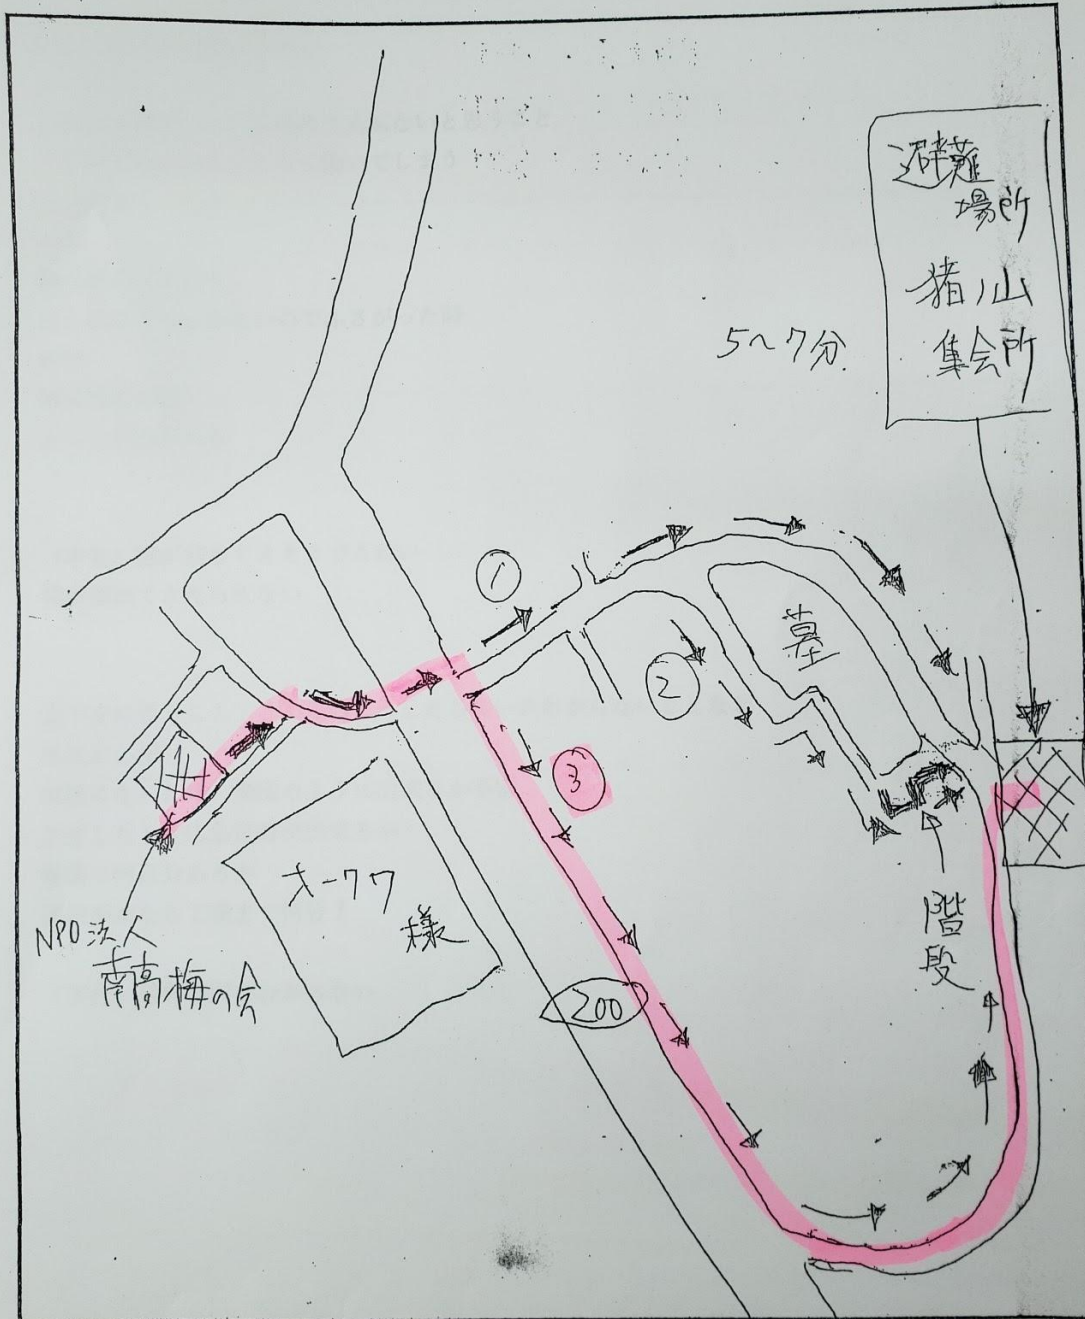 避難
場所
猪ノ山
集会所
5~7分
①
②
墓
③
オークワ
様
NPO法人
南高梅の会
200
階
段